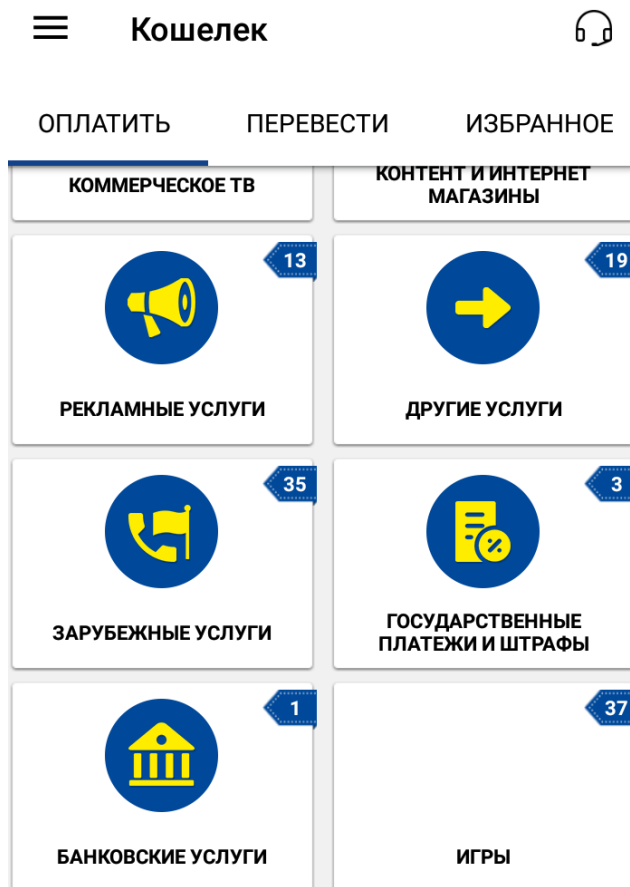 Кошелек
ОПЛАТИТЬ ПЕРЕВЕСТИ ИЗБРАННОЕ
КОММЕРЧЕСКОЕ ТВ
КОНТЕНТ И ИНТЕРНЕТ
МАГАЗИНЫ
13
РЕКЛАМНЫЕ УСЛУГИ
19
ДРУГИЕ УСЛУГИ
35
ЗАРУБЕЖНЫЕ УСЛУГИ
3
%
ГОСУДАРСТВЕННЫЕ
ПЛАТЕЖИ И ШТРАФЫ
1
БАНКОВСКИЕ УСЛУГИ
37
ИГРЫ